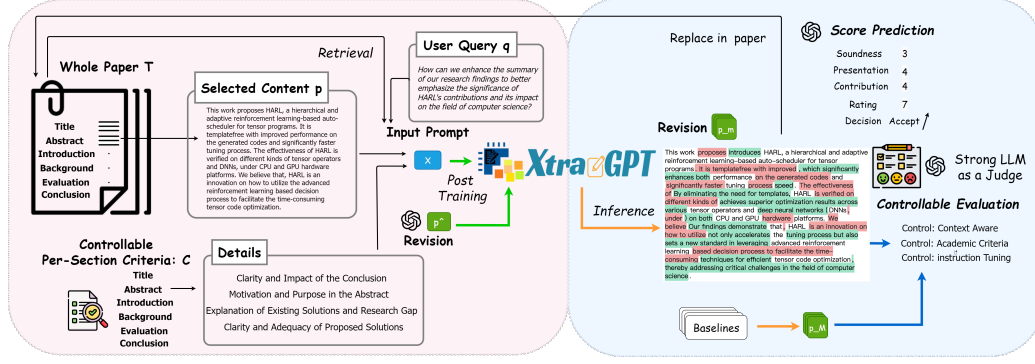 Whole Paper T
Title
Abstract
Introduction
Background
Evaluation
Conclusion
Retrieval
Selected Content p
This work proposes HARL, a hierarchical and
adaptive reinforcement learning-based auto-
scheduler for tensor programs. It is
templatefree with improved performance on
the generated codes and significantly faster
tuning process. The effectiveness of HARL is
verified on different kinds of tensor operators
and DNNs, under CPU and GPU hardware
platforms. We believe that, HARL is an
innovation on how to utilize the advanced
reinforcement learning based decision
process to facilitate the time-consuming
tensor code optimization.
User Query q
How can we enhance the summary
of our research findings to better
emphasize the significance of
HARL's contributions and its impact
on the field of computer science?
Input Prompt
X
Post
Training
p^
Revision
XtraGPT
Controllable
Per-Section Criteria: C
Title
Abstract
Introduction
Background
Evaluation
Conclusion
Details
Clarity and Impact of the Conclusion
Motivation and Purpose in the Abstract
Explanation of Existing Solutions and Research Gap
Clarity and Adequacy of Proposed Solutions
Inference
Replace in paper
Revision
p_m
This work proposes introduces HARL, a hierarchical and adaptive
reinforcement learning-based auto-scheduler for tensor
programs. It is templatefree with improved , which significantly
enhances both performance on the generated codes and
significantly faster tuning process speed. The effectiveness
of By eliminating the need for templates, HARL is verified on
different kinds of achieves superior optimization results across
various tensor operators and deep neural networks (DNNs,
under ) on both CPU and GPU hardware platforms. We
believe Our findings demonstrate that, HARL is an innovation on
how to utilize not only accelerates the tuning process but also
sets a new standard in leveraging advanced reinforcement
learning based decision process to facilitate the time-
consuming techniques for efficient tensor code optimization,
thereby addressing critical challenges in the field of computer
science.
Score Prediction
Soundness 3
Presentation 4
Contribution 4
Rating 7
Decision Accept
Strong LLM
as a Judge
Controllable Evaluation
Control: Context Aware
Control: Academic Criteria
Control: instruction Tuning
Baselines
p_M